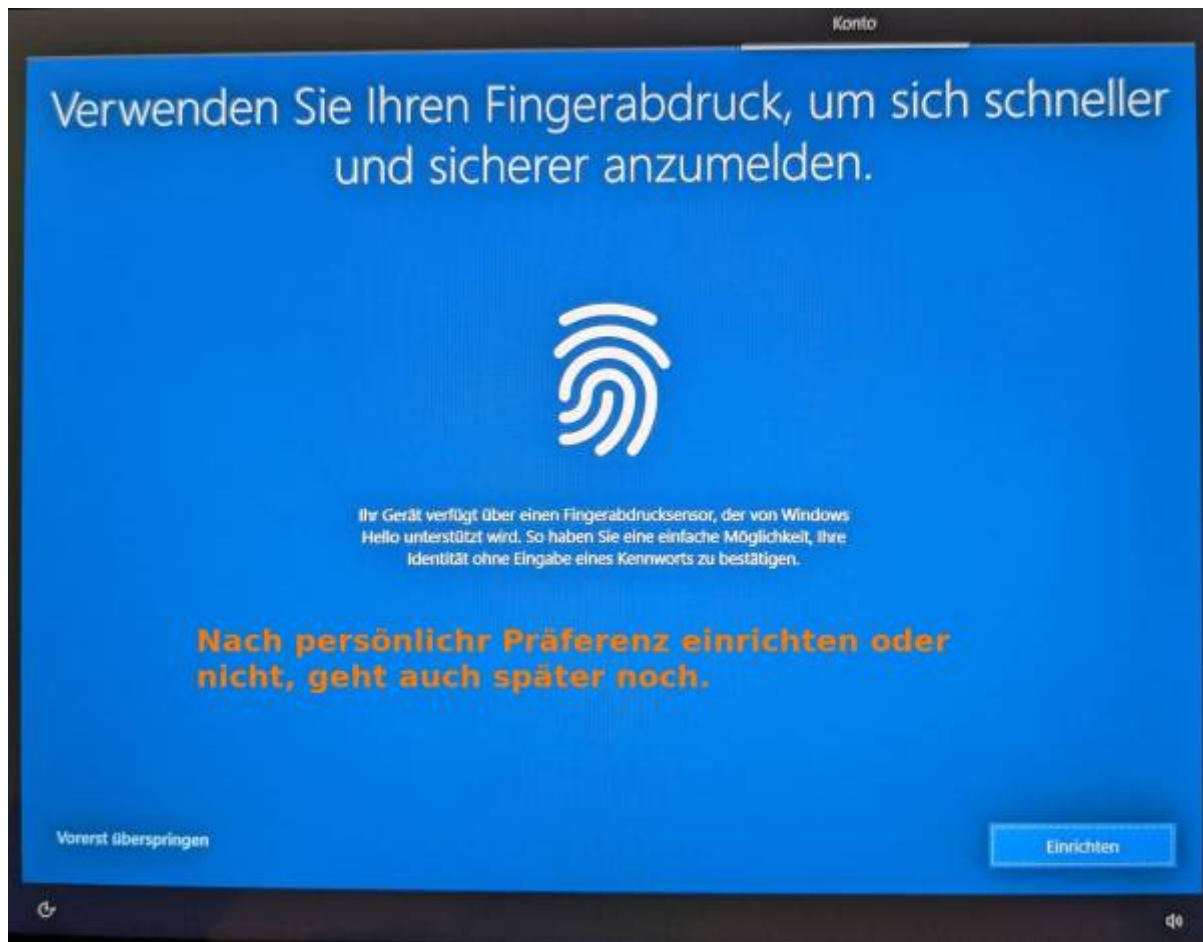 Konto
Verwenden Sie Ihren Fingerabdruck, um sich schneller
und sicherer anzumelden.
Ihr Gerät verfügt über einen Fingerabdrucksensor, der von Windows
Hello unterstützt wird. So haben Sie eine einfache Möglichkeit, Ihre
Identität ohne Eingabe eines Kennworts zu bestätigen.
Nach persönlichr Präferenz einrichten oder
nicht, geht auch später noch.
Vorerst überspringen
Einrichten